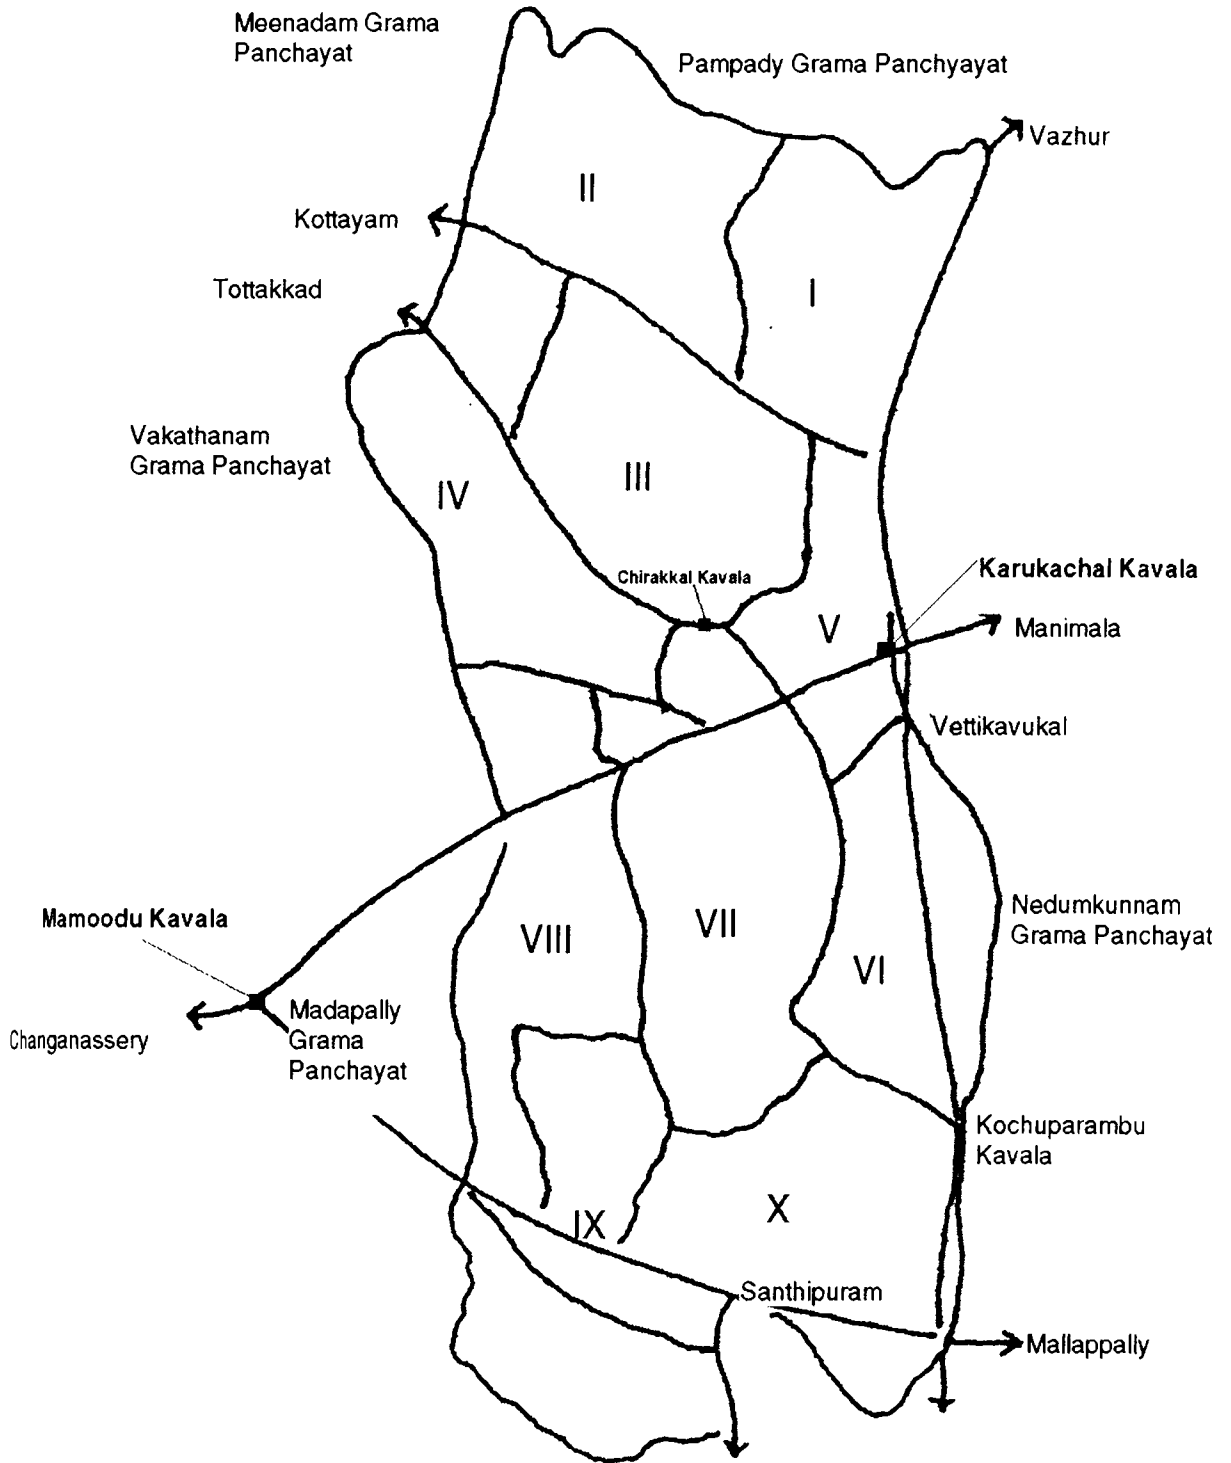 Meenadam Grama
Panchayat
Pampady Grama Panchyayat
Vazhur
II
Kottayam
Tottakkad
I
Vakathanam
Grama Panchayat
III
IV
Chirakkal Kavala
Karukachal Kavala
V
Manimala
Vettikavukal
Mamoodu Kavala
VIII
VII
Nedumkunnam
Grama Panchayat
VI
Madapally
Grama
Panchayat
Changanassery
Kochuparambu
Kavala
IX
X
Santhipuram
Mallappally